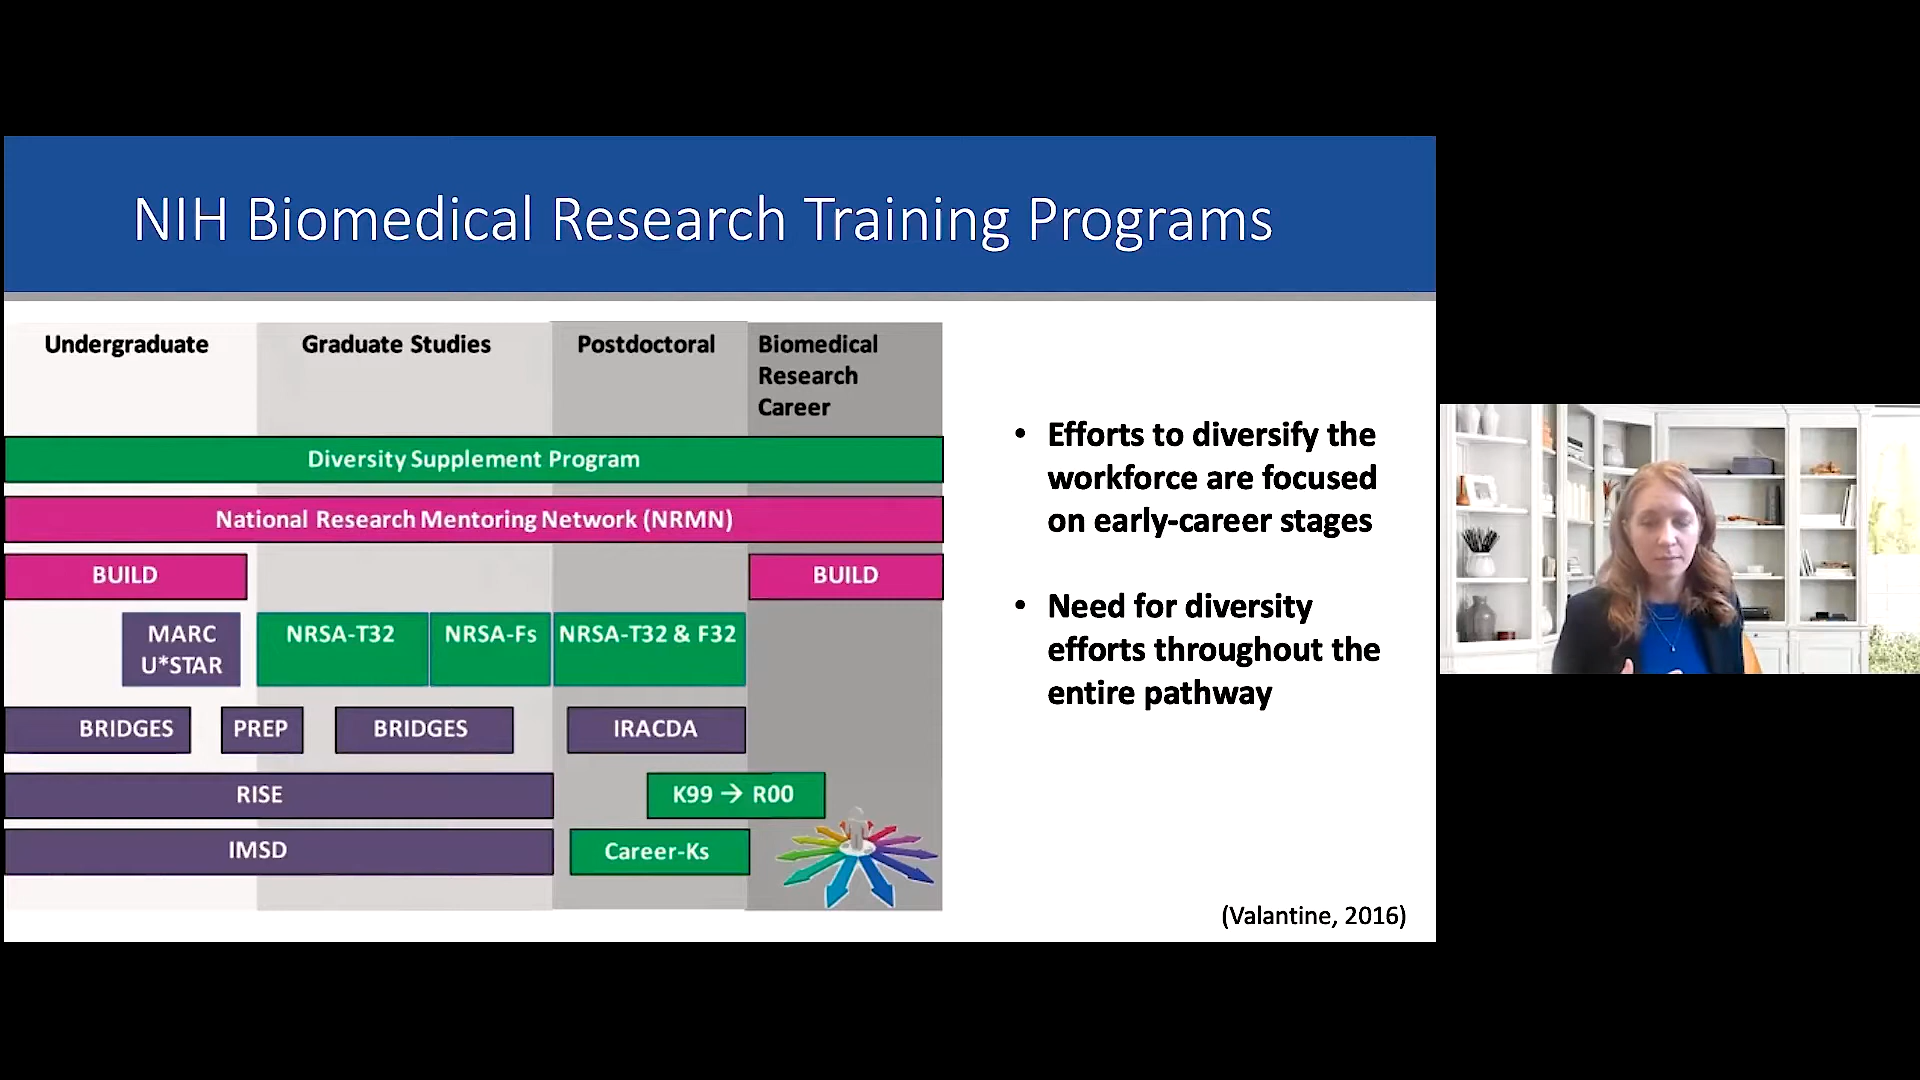 NIH Biomedical Research Training Programs
Undergraduate
Graduate Studies
Postdoctoral
Biomedical
Research
Career
Diversity Supplement Program
National Research Mentoring Network (NRMN)
BUILD
BUILD
MARC
U*STAR
NRSA-T32
NRSA-Fs
NRSA-T32 & F32
BRIDGES
PREP
BRIDGES
IRACDA
RISE
K99 → R00
IMSD
Career-Ks
• Efforts to diversify the
workforce are focused
on early-career stages
• Need for diversity
efforts throughout the
entire pathway
(Valantine, 2016)